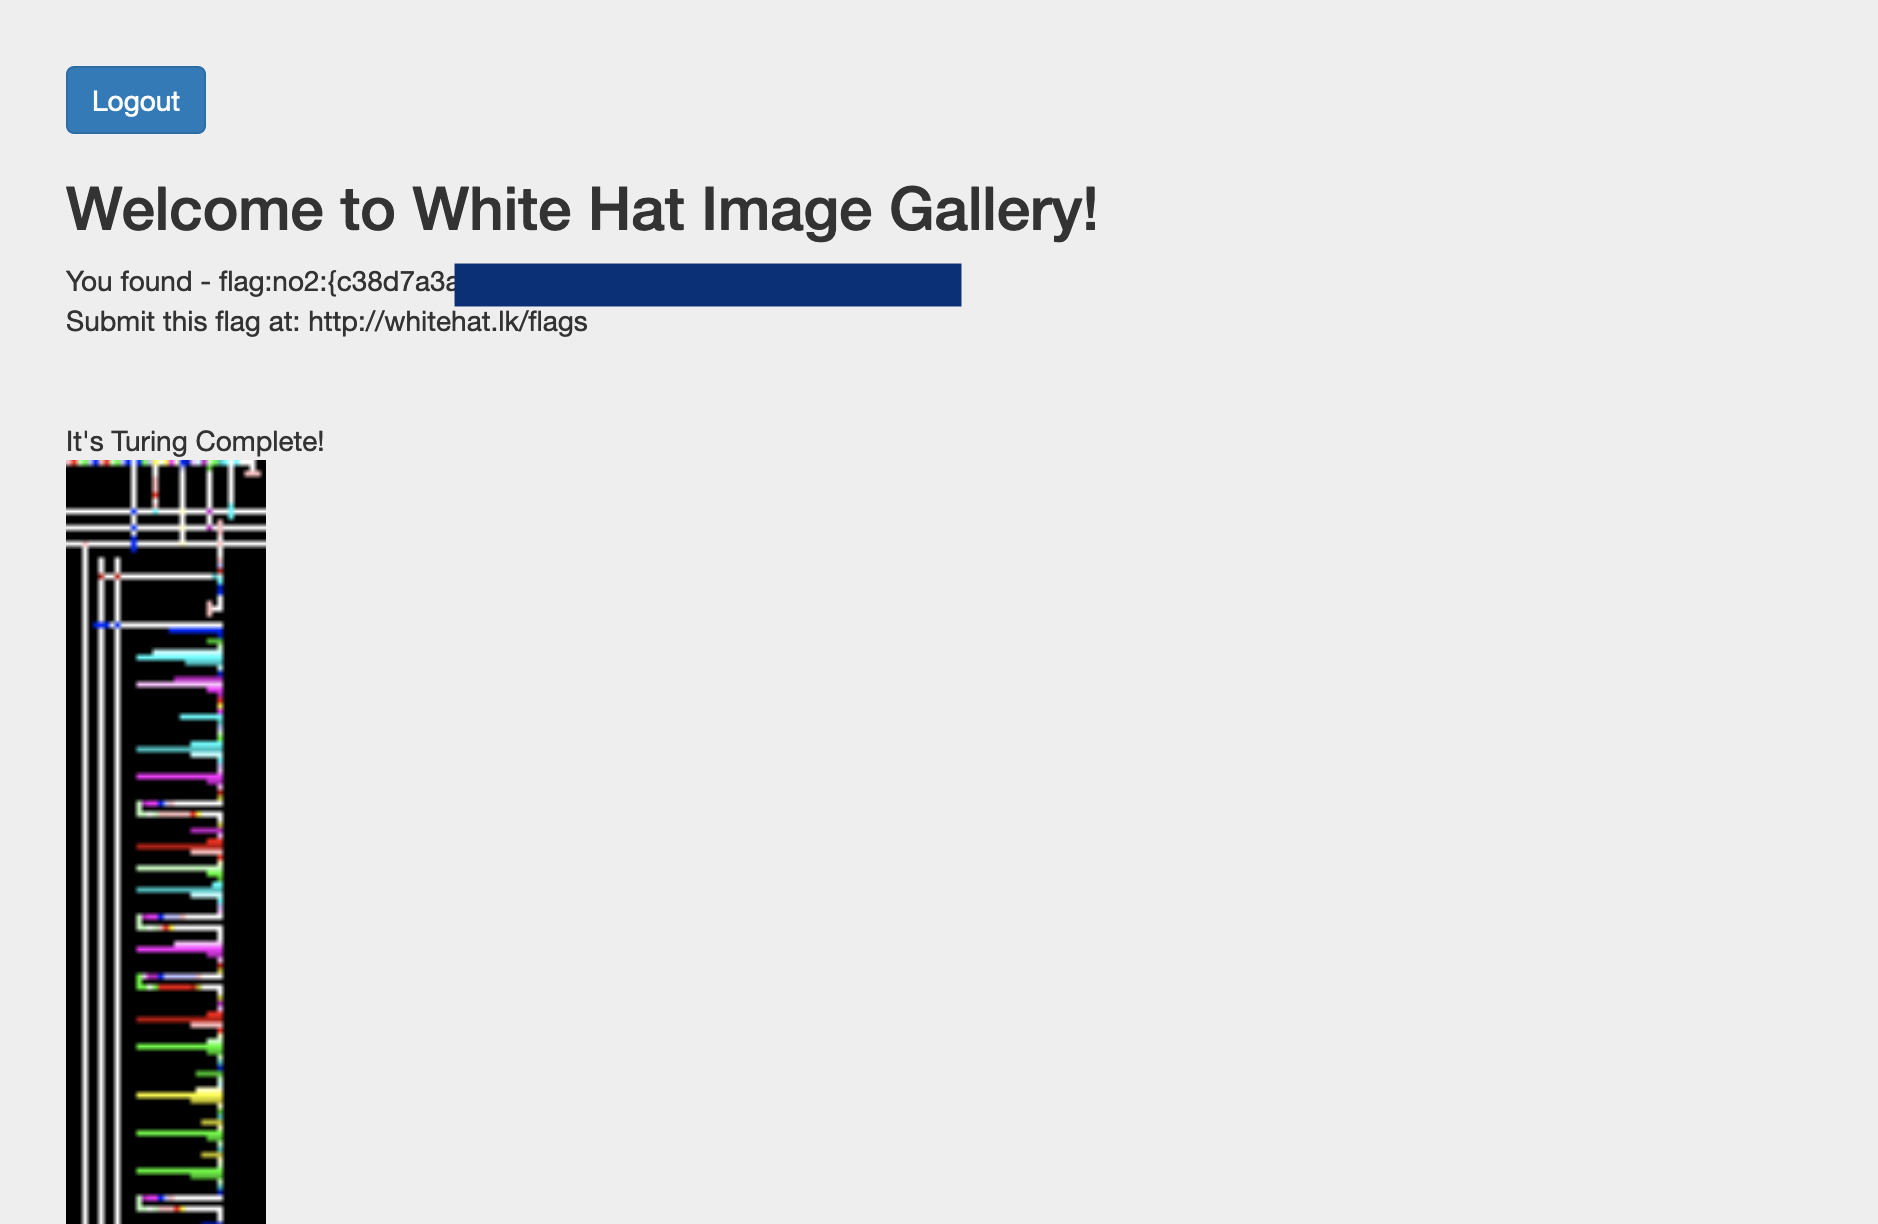 Logout
Welcome to White Hat Image Gallery!
You found - flag:no2:{c38d7a3a
Submit this flag at: http://whitehat.lk/flags
It's Turing Complete!